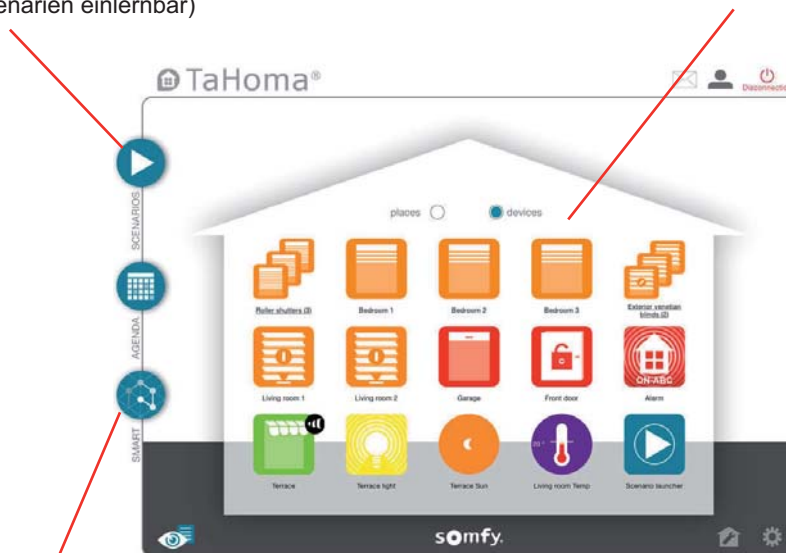 enarien einlernbar)
TaHoma®
Disconnectio
SCENARIOS
places
devices
Roller shutters (3)
Bedroom 1
Bedroom 2
Bedroom 3
Exterior venetian
blinds (2)
AGENDA
ON-ABC
Living room 1
Living room 2
Garage
Front door
Alarm
SMART
20°
Terrace
Terrace light
Terrace Sun
Living room Temp
Scenario launcher
somfy.